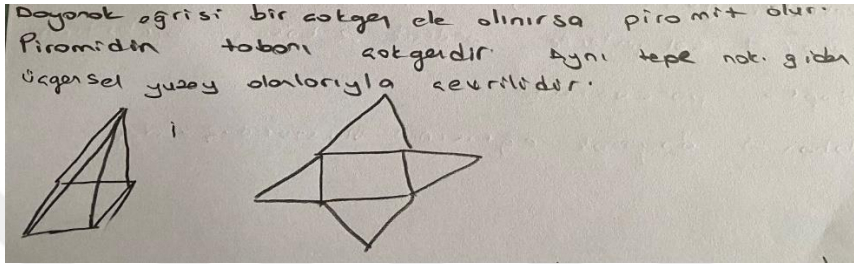 Dayanak eğrisi bir çokgen ele alınırsa piramit olur.
Piramidin tabanı çokgendir. Aynı tepe nok. giden
üçgensel yüzey alanlarıyla çevrilidir.